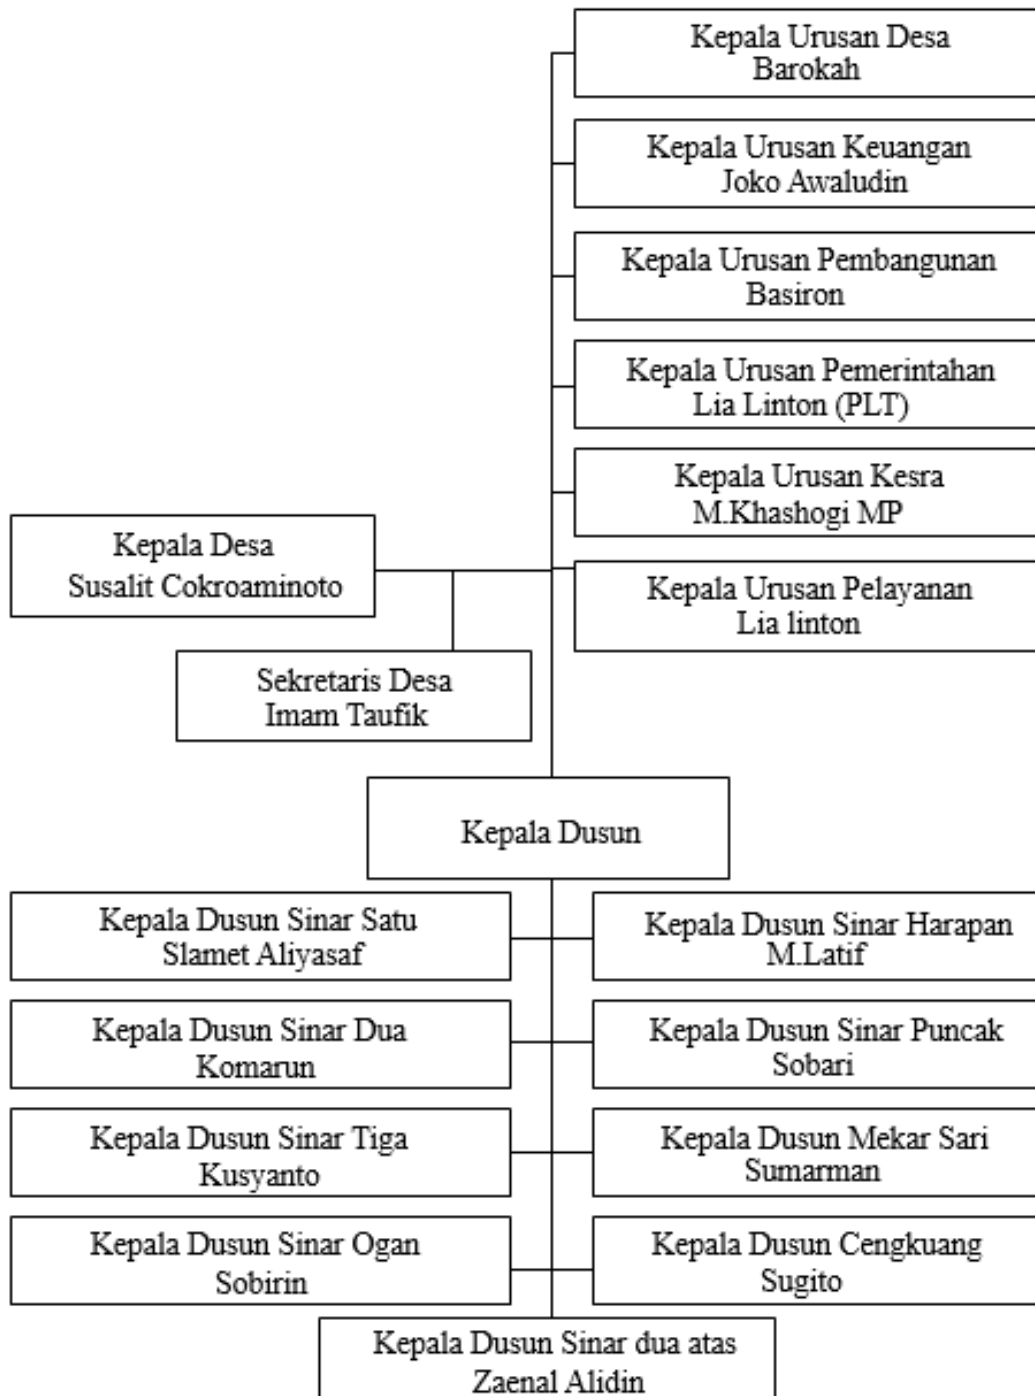 Kepala Urusan Desa
Barokah
Kepala Urusan Keuangan
Joko Awaludin
Kepala Urusan Pembangunan
Basiron
Kepala Urusan Pemerintahan
Lia Linton (PLT)
Kepala Urusan Kesra
M.Khashogi MP
Kepala Desa
Susalit Cokroaminoto
Kepala Urusan Pelayanan
Lia linton
Sekretaris Desa
Imam Taufik
Kepala Dusun
Kepala Dusun Sinar Satu
Slamet Aliyasaf
Kepala Dusun Sinar Harapan
M.Latif
Kepala Dusun Sinar Dua
Komarun
Kepala Dusun Sinar Puncak
Sobari
Kepala Dusun Sinar Tiga
Kusyanto
Kepala Dusun Mekar Sari
Sumarman
Kepala Dusun Sinar Ogan
Sobirin
Kepala Dusun Cengkuang
Sugito
Kepala Dusun Sinar dua atas
Zaenal Alidin